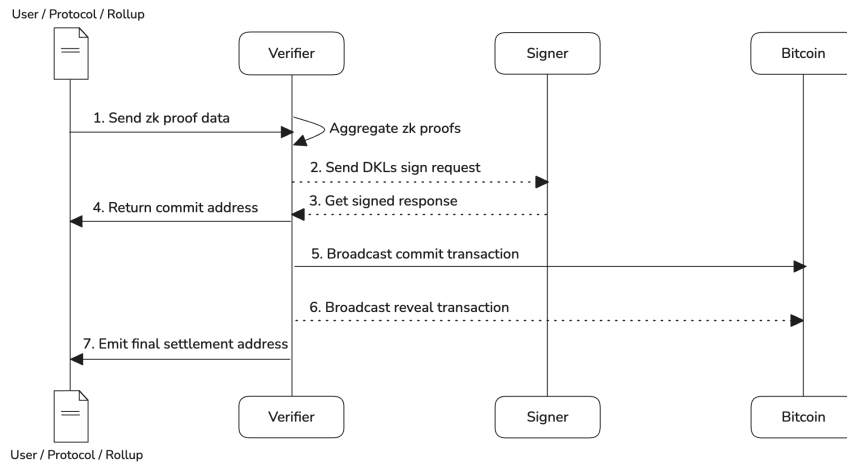 User / Protocol / Rollup
Verifier
Signer
Bitcoin
1. Send zk proof data
Aggregate zk proofs
2. Send DKLs sign request
3. Get signed response
4. Return commit address
5. Broadcast commit transaction
6. Broadcast reveal transaction
7. Emit final settlement address
Verifier
Signer
Bitcoin
User / Protocol / Rollup